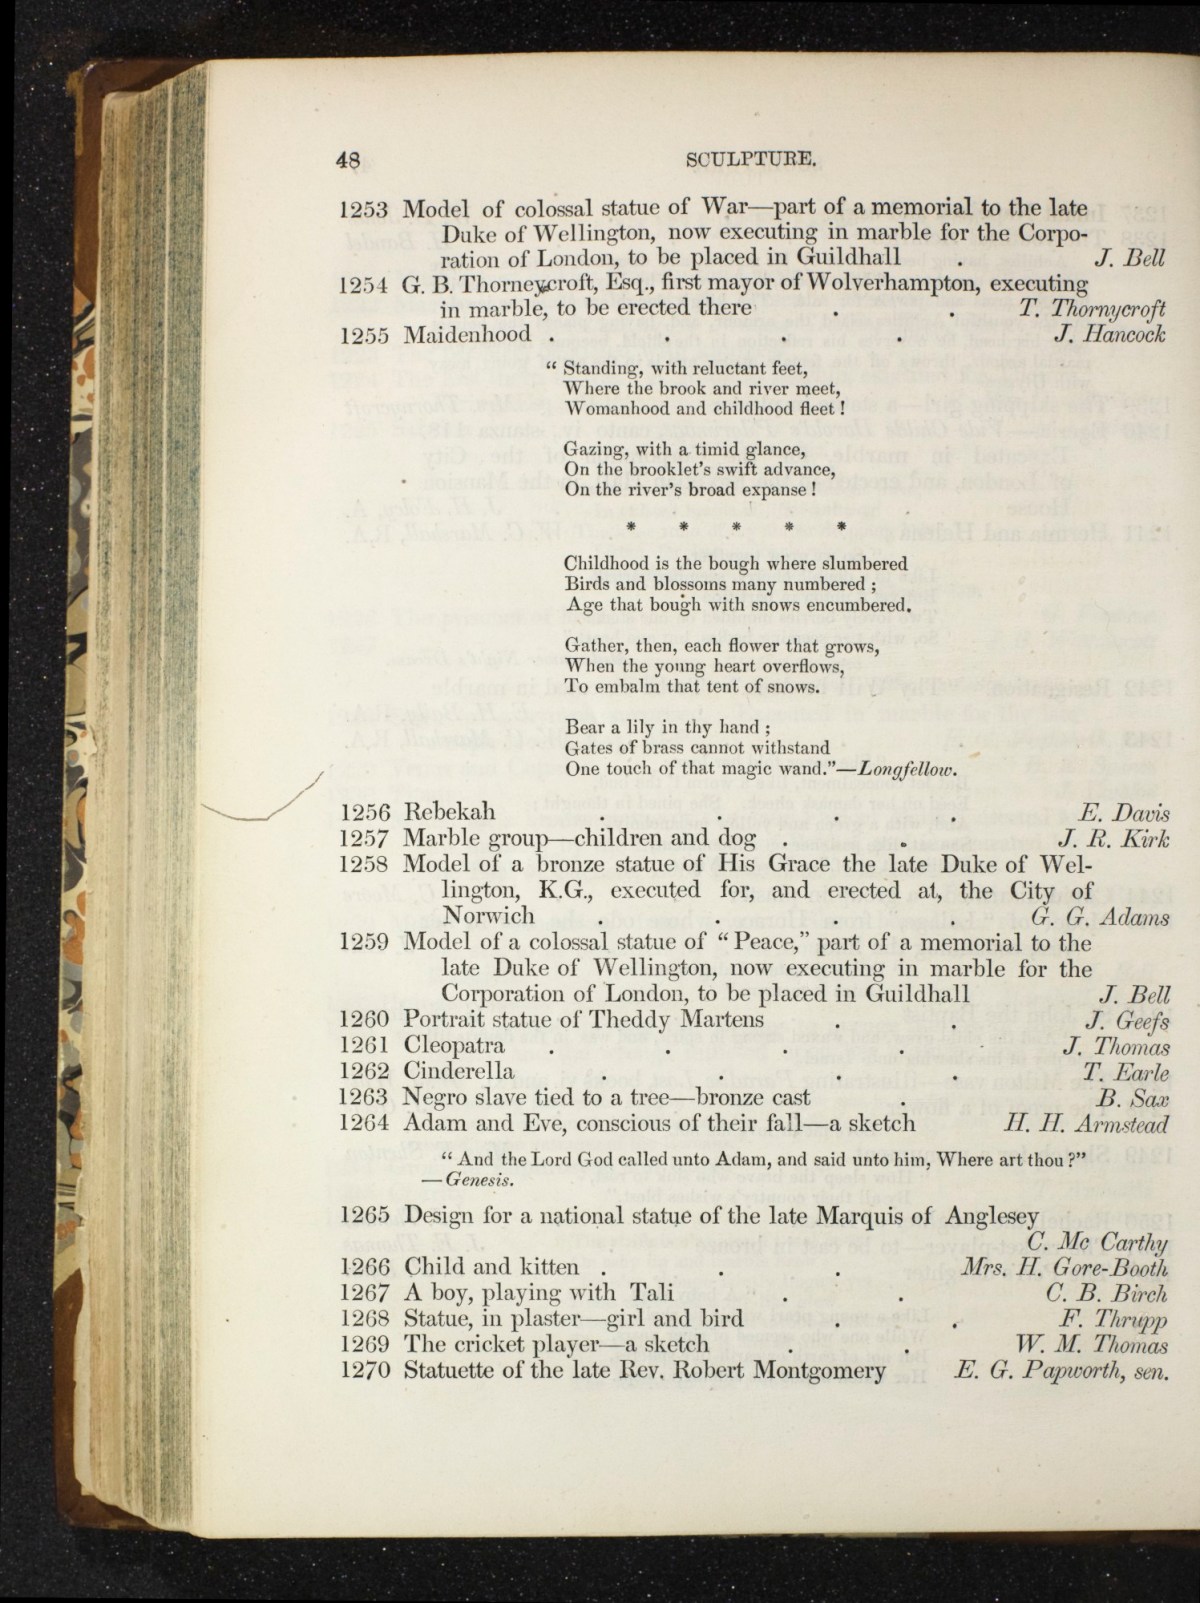 48 SCULPTURE.
1253 Model of colossal statue of War—part of a memorial to the late
Duke of Wellington, now executing in marble for the Corpo-
ration of London, to be placed in Guildhall . J. Bell
1254 G. B. Thorneycroft, Esq., first mayor of Wolverhampton, executing
in marble, to be erected there . . T. Thornycroft
1255 Maidenhood . . . . J. Hancock
“ Standing, with reluctant feet,
Where the brook and river meet,
Womanhood and childhood fleet !
Gazing, with a timid glance,
On the brooklet's swift advance,
On the river's broad expanse !
* * * * *
Childhood is the bough where slumbered
Birds and blossoms many numbered ;
Age that bough with snows encumbered.
Gather, then, each flower that grows,
When the young heart overflows,
To embalm that tent of snows.
Bear a lily in thy hand ;
Gates of brass cannot withstand
One touch of that magic wand.”—Longfellow.
1256 Rebekah . . . . E. Davis
1257 Marble group—children and dog . . J. R. Kirk
1258 Model of a bronze statue of His Grace the late Duke of Wel-
lington, K.G., executed for, and erected at, the City of
Norwich . . . . G. G. Adams
1259 Model of a colossal statue of “ Peace,” part of a memorial to the
late Duke of Wellington, now executing in marble for the
Corporation of London, to be placed in Guildhall J. Bell
1260 Portrait statue of Theddy Martens . . J. Geefs
1261 Cleopatra . . . . J. Thomas
1262 Cinderella . . . . T. Earle
1263 Negro slave tied to a tree—bronze cast . B. Sax
1264 Adam and Eve, conscious of their fall—a sketch H. H. Armstead
“ And the Lord God called unto Adam, and said unto him, Where art thou ?”
— Genesis.
1265 Design for a national statue of the late Marquis of Anglesey
C. Mc Carthy
1266 Child and kitten . . . Mrs. H. Gore-Booth
1267 A boy, playing with Tali . . C. B. Birch
1268 Statue, in plaster—girl and bird . . F. Thrupp
1269 The cricket player—a sketch . . W. M. Thomas
1270 Statuette of the late Rev. Robert Montgomery E. G. Papworth, sen.